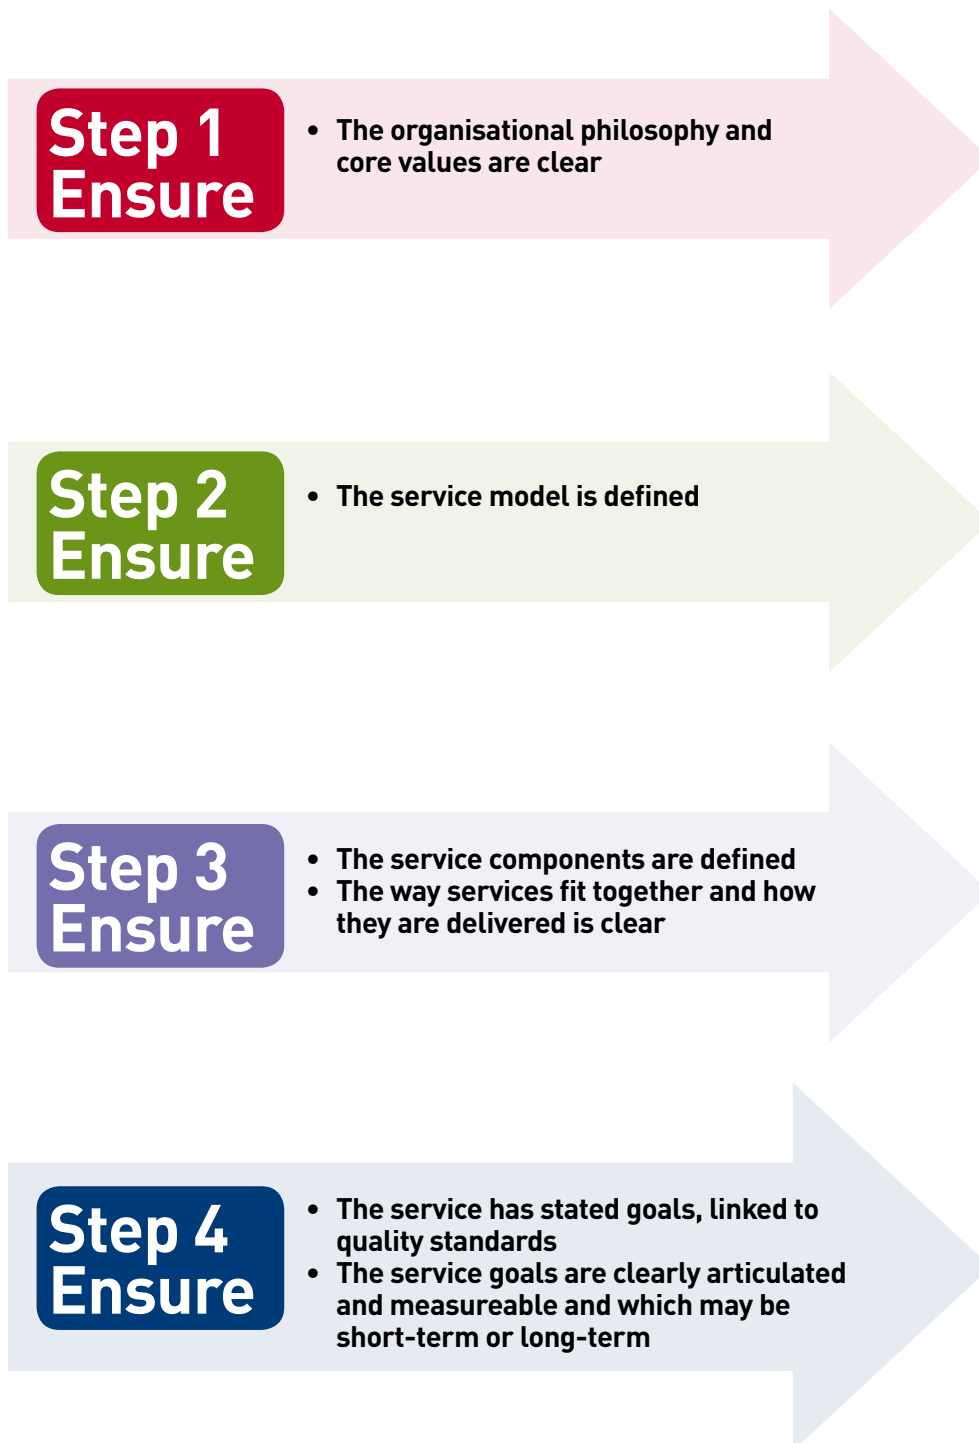 Step 1
Ensure
• The organisational philosophy and
core values are clear
Step 2
Ensure
• The service model is defined
Step 3
Ensure
• The service components are defined
• The way services fit together and how
they are delivered is clear
Step 4
Ensure
• The service has stated goals, linked to
quality standards
• The service goals are clearly articulated
and measureable and which may be
short-term or long-term